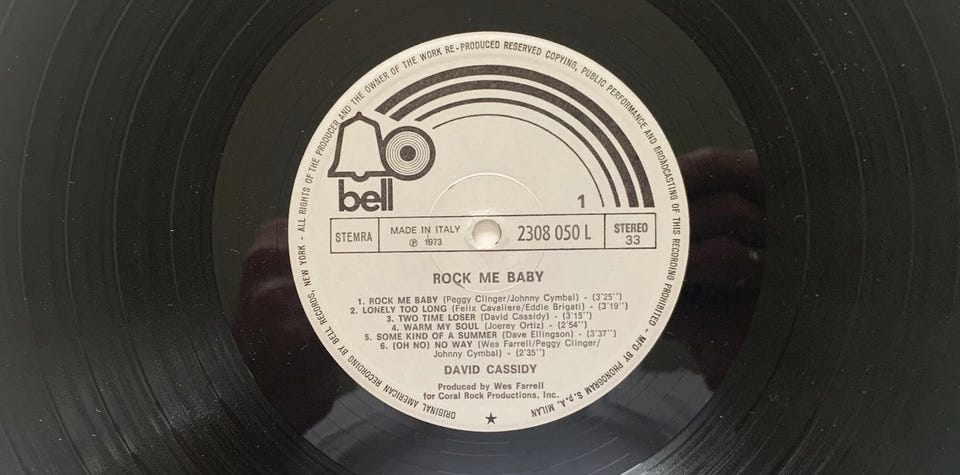 ORIGINAL AMERICAN RECORDING BY BELL RECORDS, NEW YORK - ALL RIGHTS OF THE PRODUCER AND THE OWNER OF THE WORK RE-PRODUCED RESERVED COPYING, PUBLIC PERFORMANCE AND BROADCASTING OF THIS RECORDING PROHIBITED - MFD BY PHONOGRAM S.p.A. MILAN
bell
1
STEMRA
MADE IN ITALY
℗ 1973
2308 050 L
STEREO
33
ROCK ME BABY
1. ROCK ME BABY (Peggy Clinger/Johnny Cymbal) - (3'25")
2. LONELY TOO LONG (Felix Cavaliere/Eddie Brigati) - (3'19")
3. TWO TIME LOSER (David Cassidy) - (3'15")
4. WARM MY SOUL (Joerey Ortiz) - (2'54")
5. SOME KIND OF A SUMMER (Dave Ellingson) - (3'37")
6. (OH NO) NO WAY (Wes Farrell/Peggy Clinger/
Johnny Cymbal) - (2'35")
DAVID CASSIDY
Produced by Wes Farrell
for Coral Rock Productions, Inc.